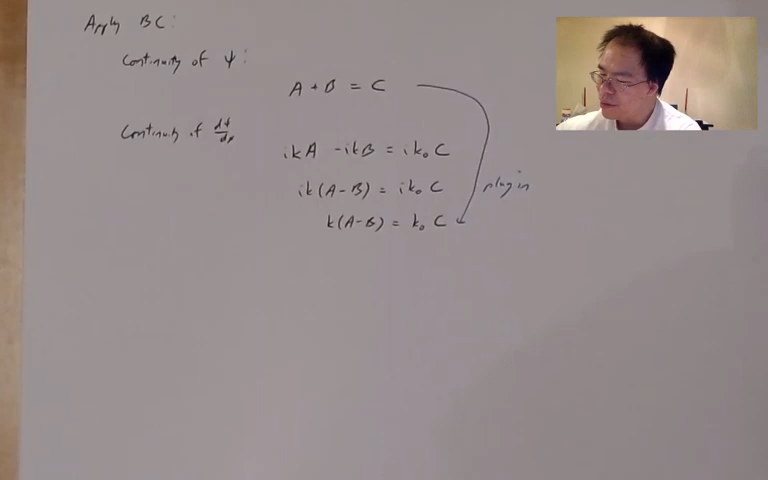 Apply BC:
Continuity of ψ:
A + B = C
Continuity of dψ/dx
ikA - ikB = ik₀C
ik(A-B) = ik₀C
plug in
k(A-B) = k₀C